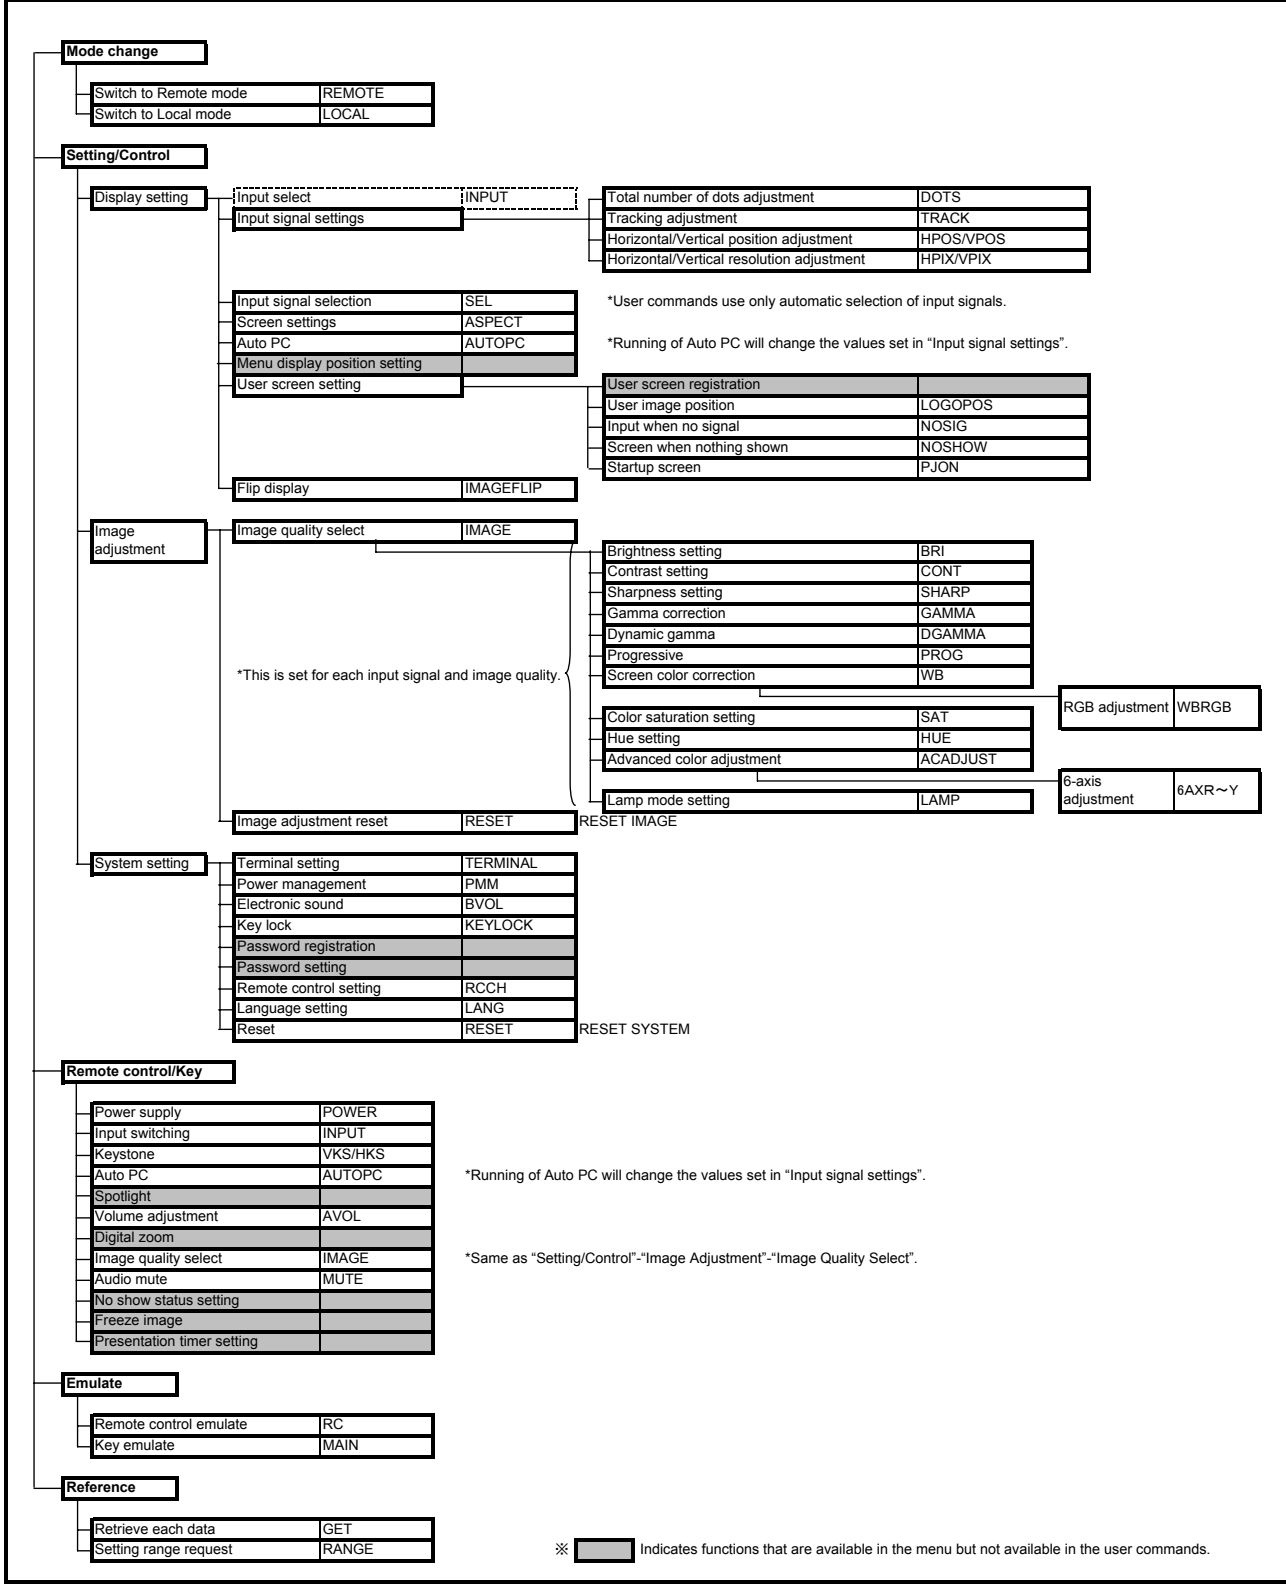 Mode change
Switch to Remote mode REMOTE
Switch to Local mode LOCAL
Setting/Control
Display setting Input select INPUT Total number of dots adjustment DOTS
Input signal settings Tracking adjustment TRACK
Horizontal/Vertical position adjustment HPOS/VPOS
Horizontal/Vertical resolution adjustment HPIX/VPIX
Input signal selection SEL *User commands use only automatic selection of input signals.
Screen settings ASPECT
Auto PC AUTOPC *Running of Auto PC will change the values set in “Input signal settings”.
Menu display position setting
User screen setting User screen registration
User image position LOGOPOS
Input when no signal NOSIG
Screen when nothing shown NOSHOW
Startup screen PJON
Flip display IMAGEFLIP
Image adjustment Image quality select IMAGE
Brightness setting BRI
Contrast setting CONT
Sharpness setting SHARP
Gamma correction GAMMA
Dynamic gamma DGAMMA
Progressive PROG
*This is set for each input signal and image quality. Screen color correction WB
RGB adjustment WBRGB
Color saturation setting SAT
Hue setting HUE
Advanced color adjustment ACADJUST
6-axis adjustment 6AXR～Y
Lamp mode setting LAMP
Image adjustment reset RESET RESET IMAGE
System setting Terminal setting TERMINAL
Power management PMM
Electronic sound BVOL
Key lock KEYLOCK
Password registration
Password setting
Remote control setting RCCH
Language setting LANG
Reset RESET RESET SYSTEM
Remote control/Key
Power supply POWER
Input switching INPUT
Keystone VKS/HKS
Auto PC AUTOPC *Running of Auto PC will change the values set in “Input signal settings”.
Spotlight
Volume adjustment AVOL
Digital zoom
Image quality select IMAGE *Same as “Setting/Control”-“Image Adjustment”-“Image Quality Select”.
Audio mute MUTE
No show status setting
Freeze image
Presentation timer setting
Emulate
Remote control emulate RC
Key emulate MAIN
Reference
Retrieve each data GET
Setting range request RANGE
※ Indicates functions that are available in the menu but not available in the user commands.